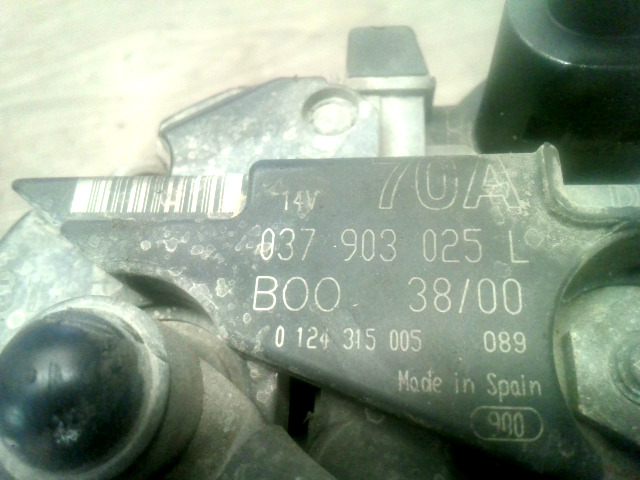 14V 70A
037 903 025 L
BOO 38/00
0 124 315 005 089
Made in Spain
900